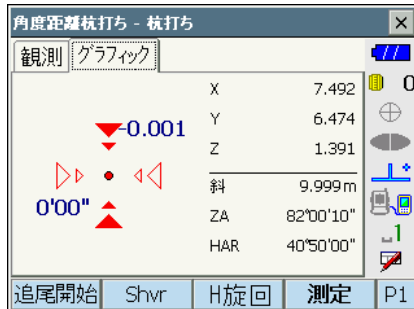 角度距離杭打ち - 杭打ち
観測 グラフィック
X 7.492
0
-0.001
Y 6.474
Z 1.391
斜 9.999 m
0'00"
ZA 82°00'10"
HAR 40°50'00"
1
追尾開始 Shvr H旋回 測定 P1